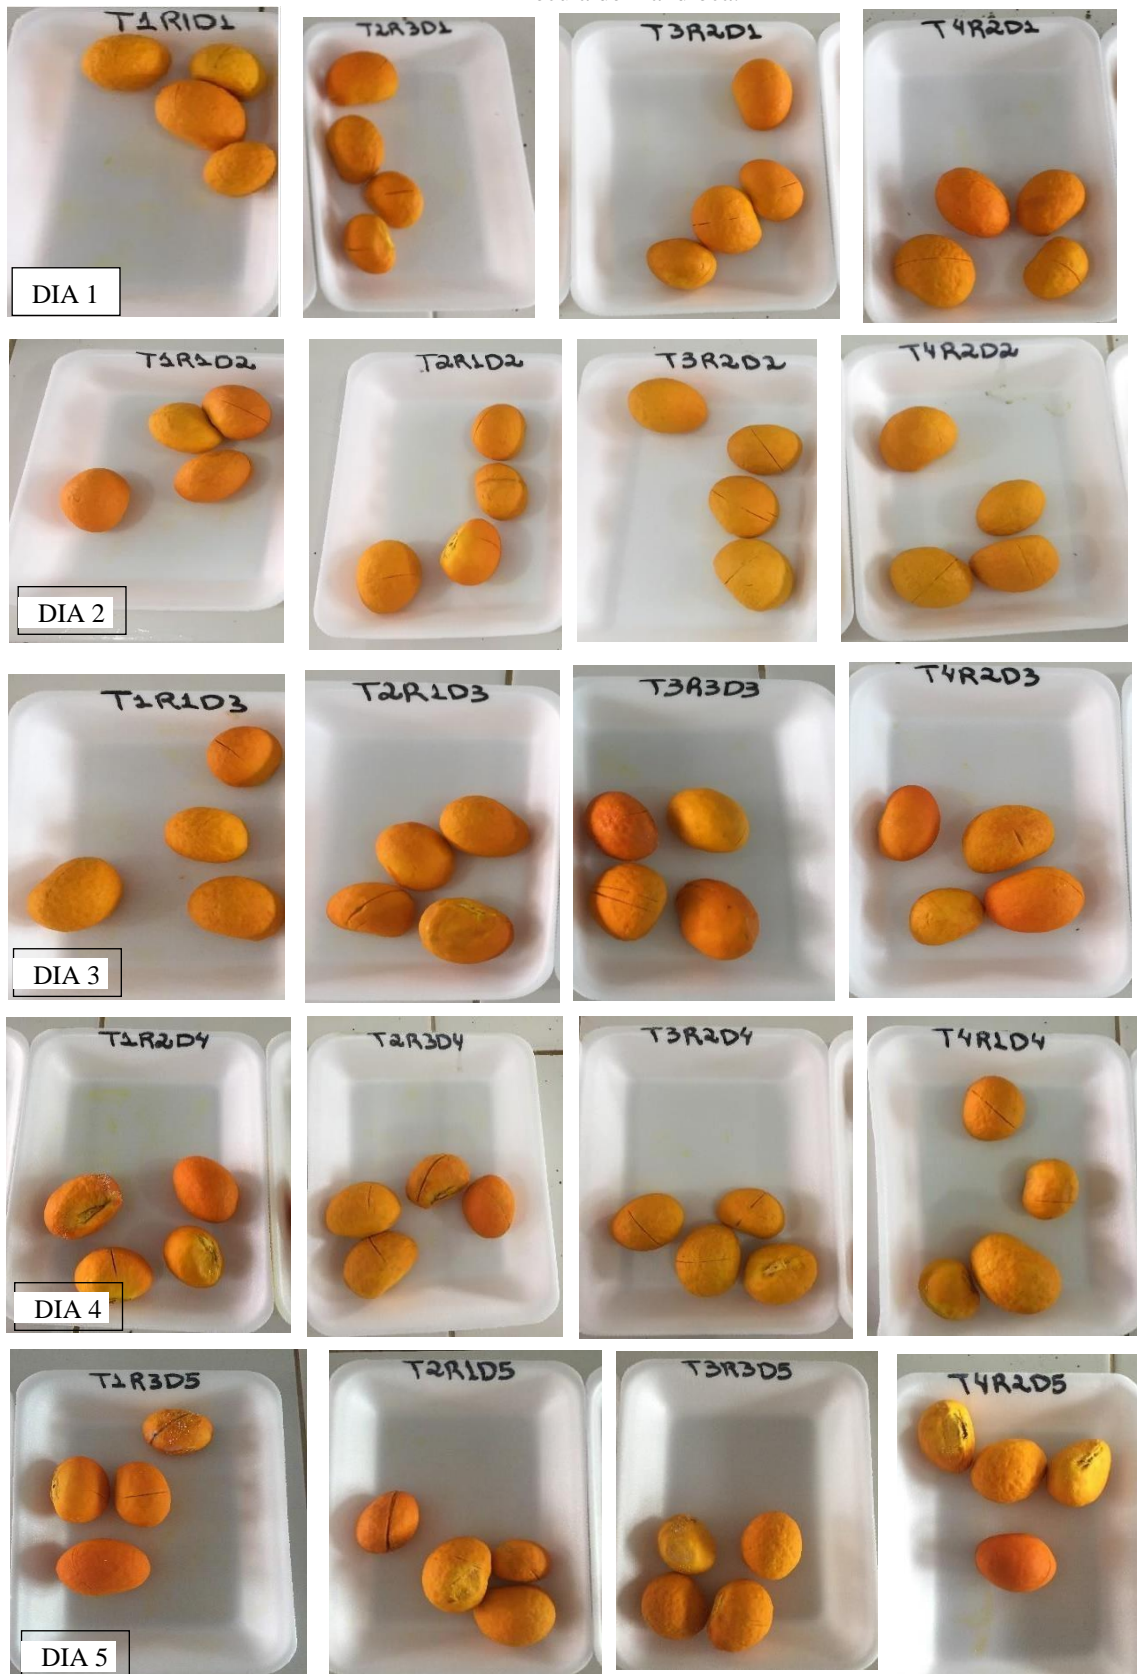 T1R1D1
T2R3D1
T3R2D1
T4R2D1
DIA 1
T1R1D2
T2R1D2
T3R2D2
T4R2D2
DIA 2
T1R1D3
T2R1D3
T3R3D3
T4R2D3
DIA 3
T1R2D4
T2R3D4
T3R2D4
T4R1D4
DIA 4
T1R3D5
T2R1D5
T3R3D5
T4R2D5
DIA 5